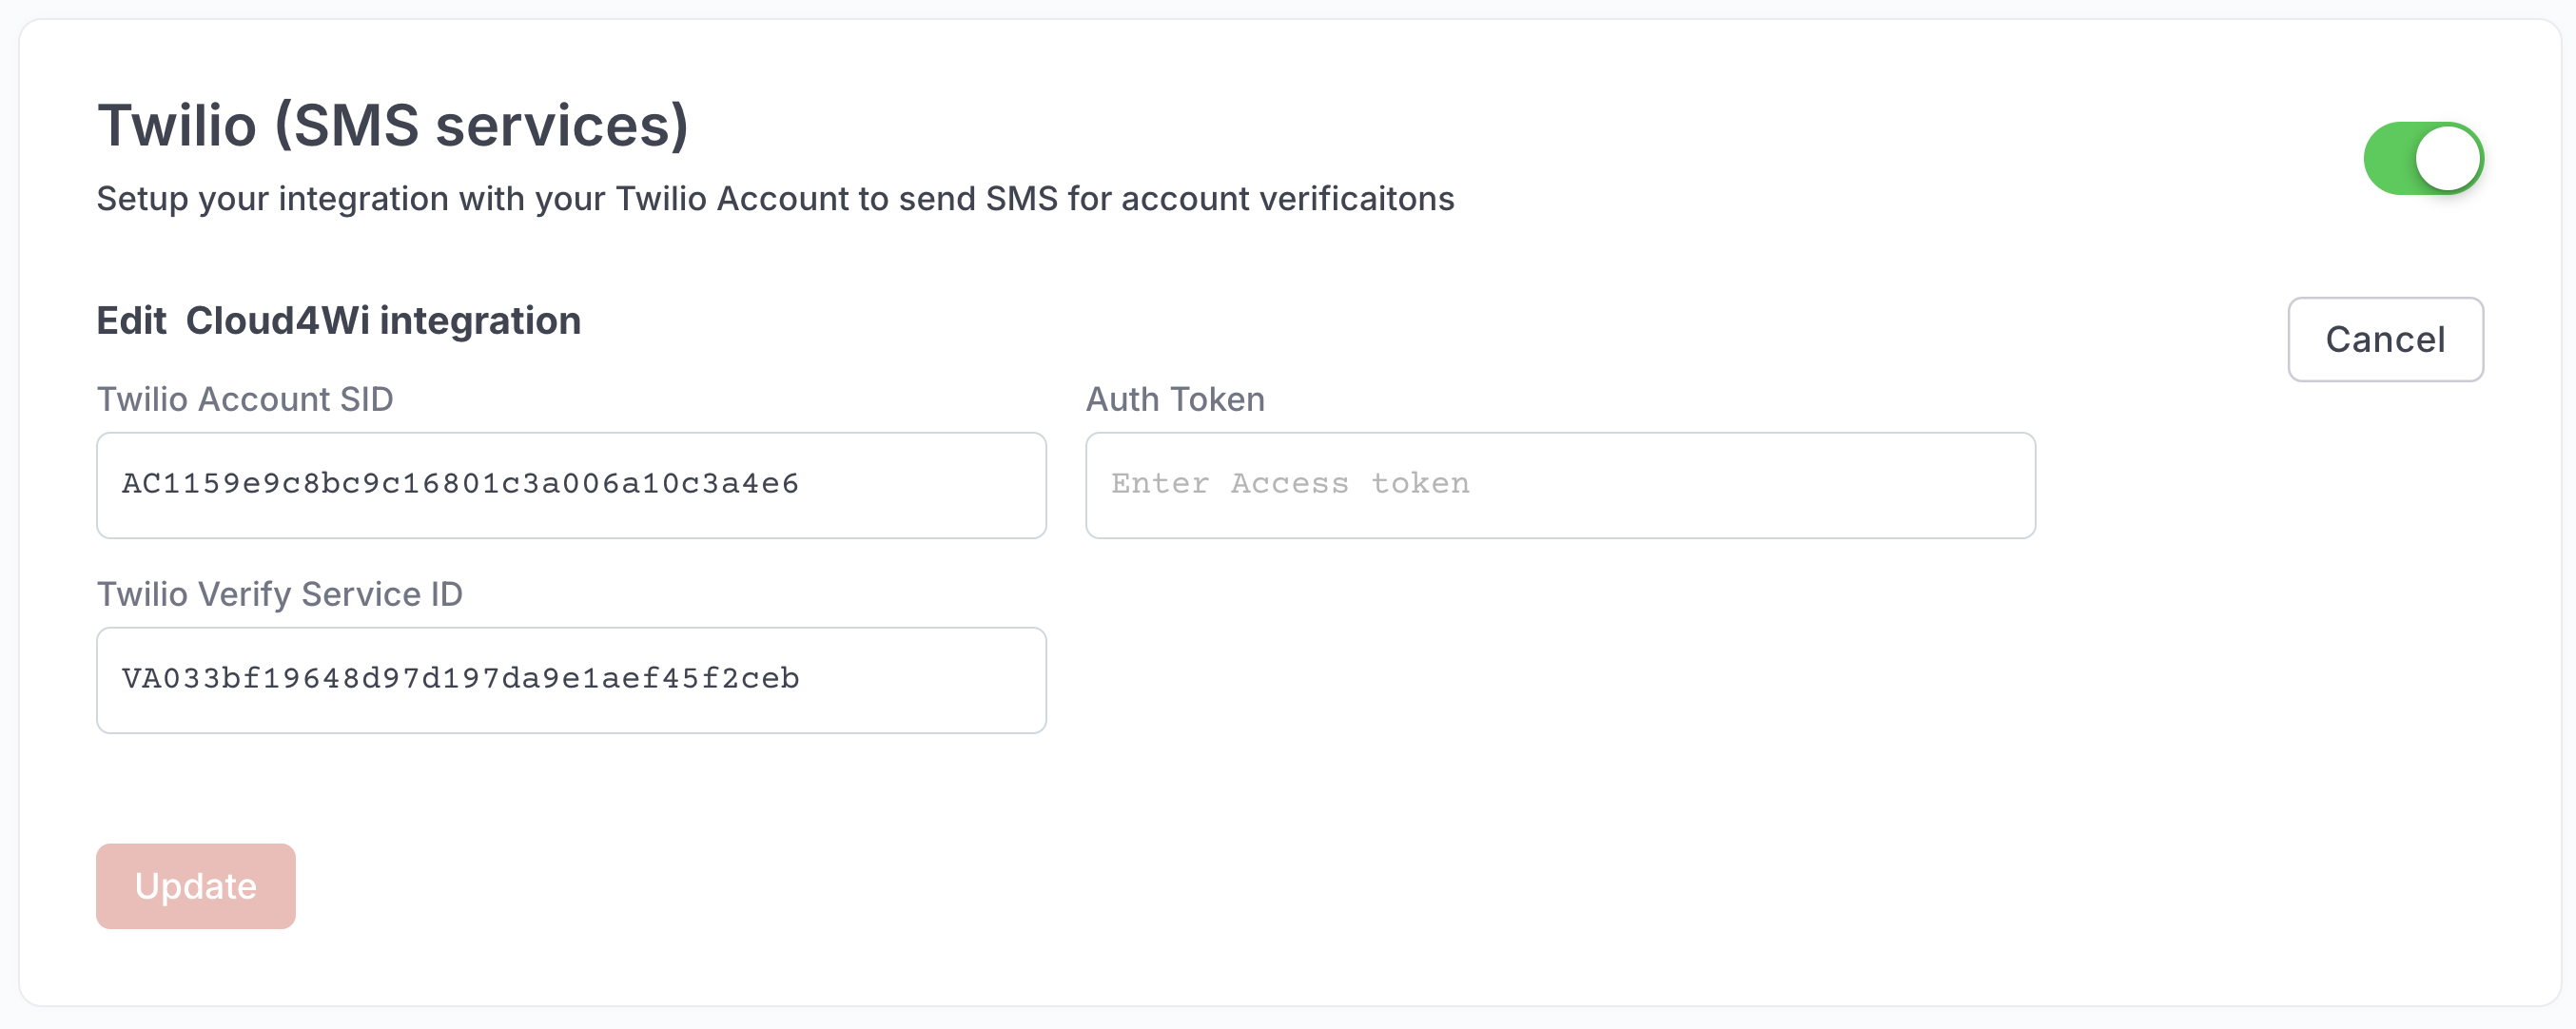 Twilio (SMS services)
Setup your integration with your Twilio Account to send SMS for account verificaitons
Edit Cloud4Wi integration
Cancel
Twilio Account SID
Auth Token
AC1159e9c8bc9c16801c3a006a10c3a4e6
Enter Access token
Twilio Verify Service ID
VA033bf19648d97d197da9e1aef45f2ceb
Update